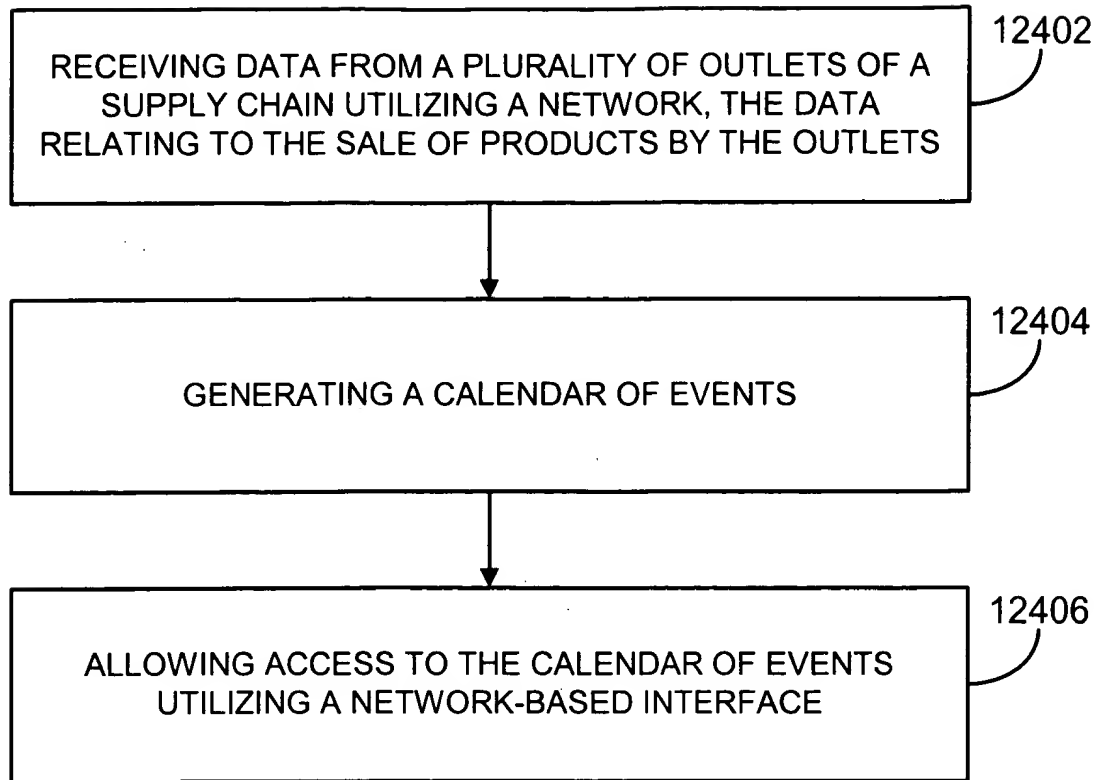 12402
RECEIVING DATA FROM A PLURALITY OF OUTLETS OF A
SUPPLY CHAIN UTILIZING A NETWORK, THE DATA
RELATING TO THE SALE OF PRODUCTS BY THE OUTLETS
12404
GENERATING A CALENDAR OF EVENTS
12406
ALLOWING ACCESS TO THE CALENDAR OF EVENTS
UTILIZING A NETWORK-BASED INTERFACE